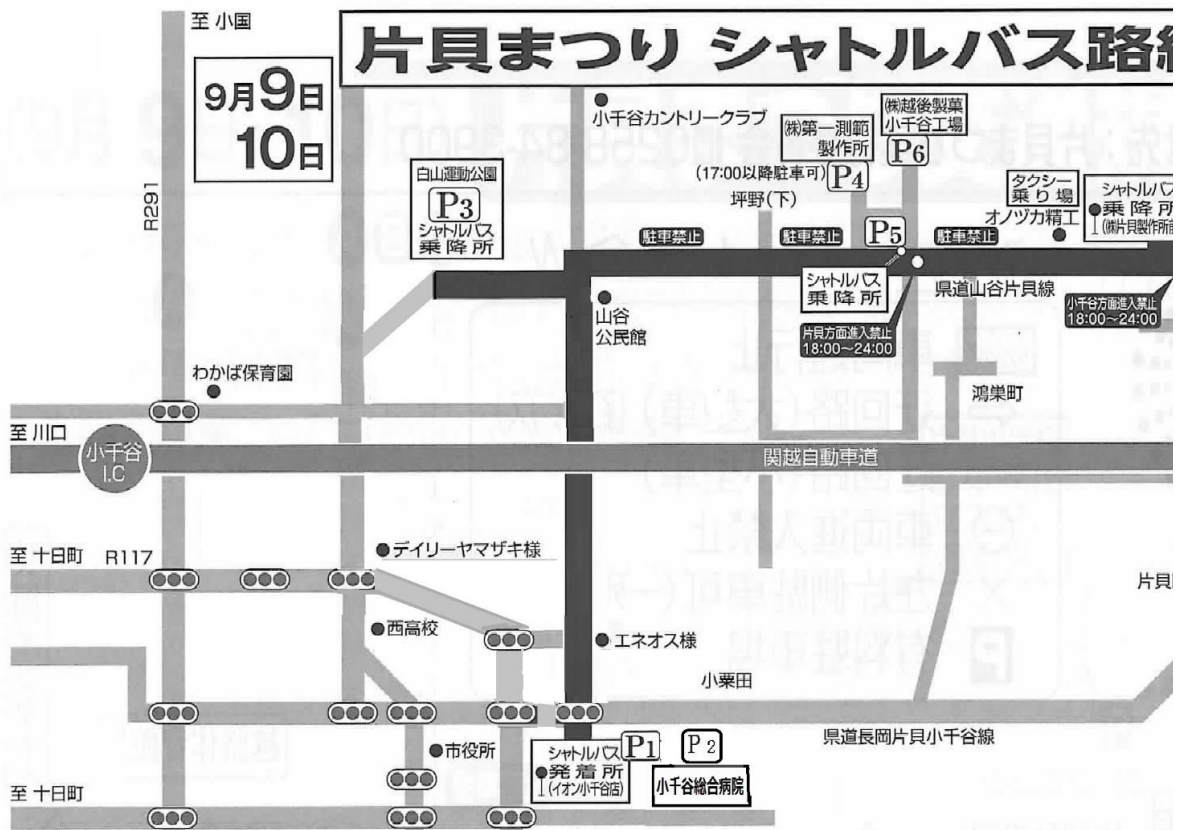 至 小国
片貝まつり シャトルバス路
9月9日
10日
R291
小千谷カントリークラブ
㈱第一測範
製作所
㈱越後製菓
小千谷工場
P6
(17:00以降駐車可)
P4
坪野(下)
白山運動公園
P3
シャトルバス
乗降所
タクシー
乗り場
オノヅカ精工
シャトルバス
乗降所
(㈱片貝製作所前
駐車禁止
駐車禁止
P5
駐車禁止
シャトルバス
乗降所
県道山谷片貝線
小千谷方面進入禁止
18:00～24:00
片貝方面進入禁止
18:00～24:00
山谷
公民館
わかば保育園
鴻巣町
至 川口
小千谷
I.C
関越自動車道
至 十日町
R117
デイリーヤマザキ様
片貝
西高校
エネオス様
小粟田
県道長岡片貝小千谷線
市役所
シャトルバス
発着所
(イオン小千谷店)
P1
P2
小千谷総合病院
至 十日町